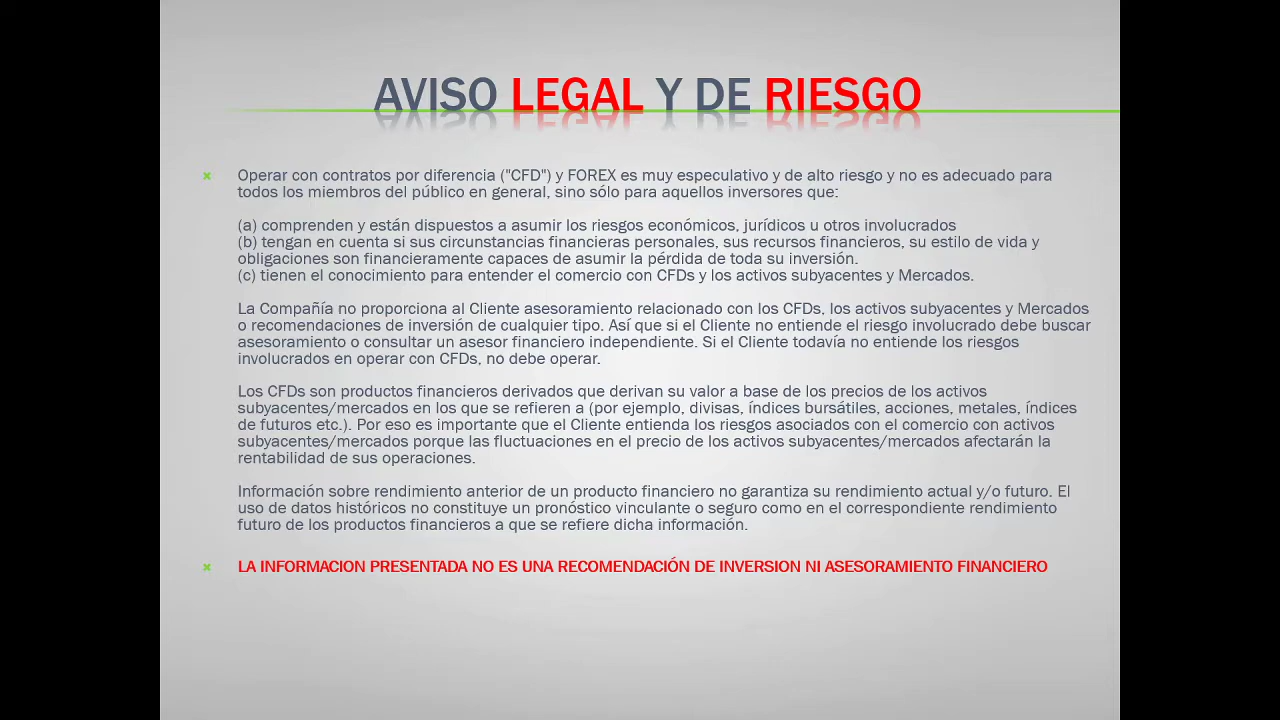 AVISO LEGAL Y DE RIESGO
Operar con contratos por diferencia ("CFD") y FOREX es muy especulativo y de alto riesgo y no es adecuado para
todos los miembros del público en general, sino sólo para aquellos inversores que:
(a) comprenden y están dispuestos a asumir los riesgos económicos, jurídicos u otros involucrados
(b) tengan en cuenta si sus circunstancias financieras personales, sus recursos financieros, su estilo de vida y
obligaciones son financieramente capaces de asumir la pérdida de toda su inversión.
(c) tienen el conocimiento para entender el comercio con CFDs y los activos subyacentes y Mercados.
La Compañía no proporciona al Cliente asesoramiento relacionado con los CFDs, los activos subyacentes y Mercados
o recomendaciones de inversión de cualquier tipo. Así que si el Cliente no entiende el riesgo involucrado debe buscar
asesoramiento o consultar un asesor financiero independiente. Si el Cliente todavía no entiende los riesgos
involucrados en operar con CFDs, no debe operar.
Los CFDs son productos financieros derivados que derivan su valor a base de los precios de los activos
subyacentes/mercados en los que se refieren a (por ejemplo, divisas, índices bursátiles, acciones, metales, índices
de futuros etc.). Por eso es importante que el Cliente entienda los riesgos asociados con el comercio con activos
subyacentes/mercados porque las fluctuaciones en el precio de los activos subyacentes/mercados afectarán la
rentabilidad de sus operaciones.
Información sobre rendimiento anterior de un producto financiero no garantiza su rendimiento actual y/o futuro. El
uso de datos históricos no constituye un pronóstico vinculante o seguro como en el correspondiente rendimiento
futuro de los productos financieros a que se refiere dicha información.
LA INFORMACION PRESENTADA NO ES UNA RECOMENDACIÓN DE INVERSION NI ASESORAMIENTO FINANCIERO